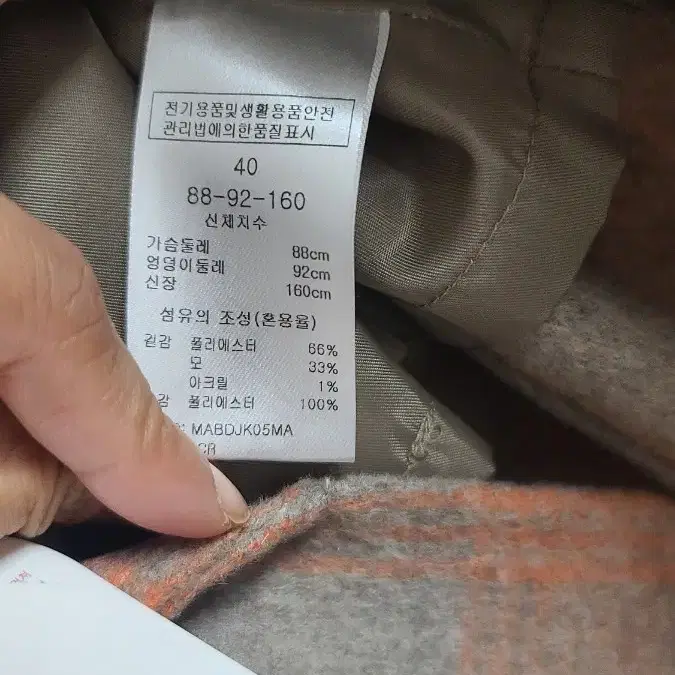 전기용품및생활용품안전
관리법에의한품질표시
40
88-92-160
신체치수
가슴둘레 88cm
엉덩이둘레 92cm
신장 160cm
섬유의 조성(혼용율)
겉감 폴리에스터 66%
모 33%
아크릴 1%
감 폴리에스터 100%
: MABDJK05MA
CR